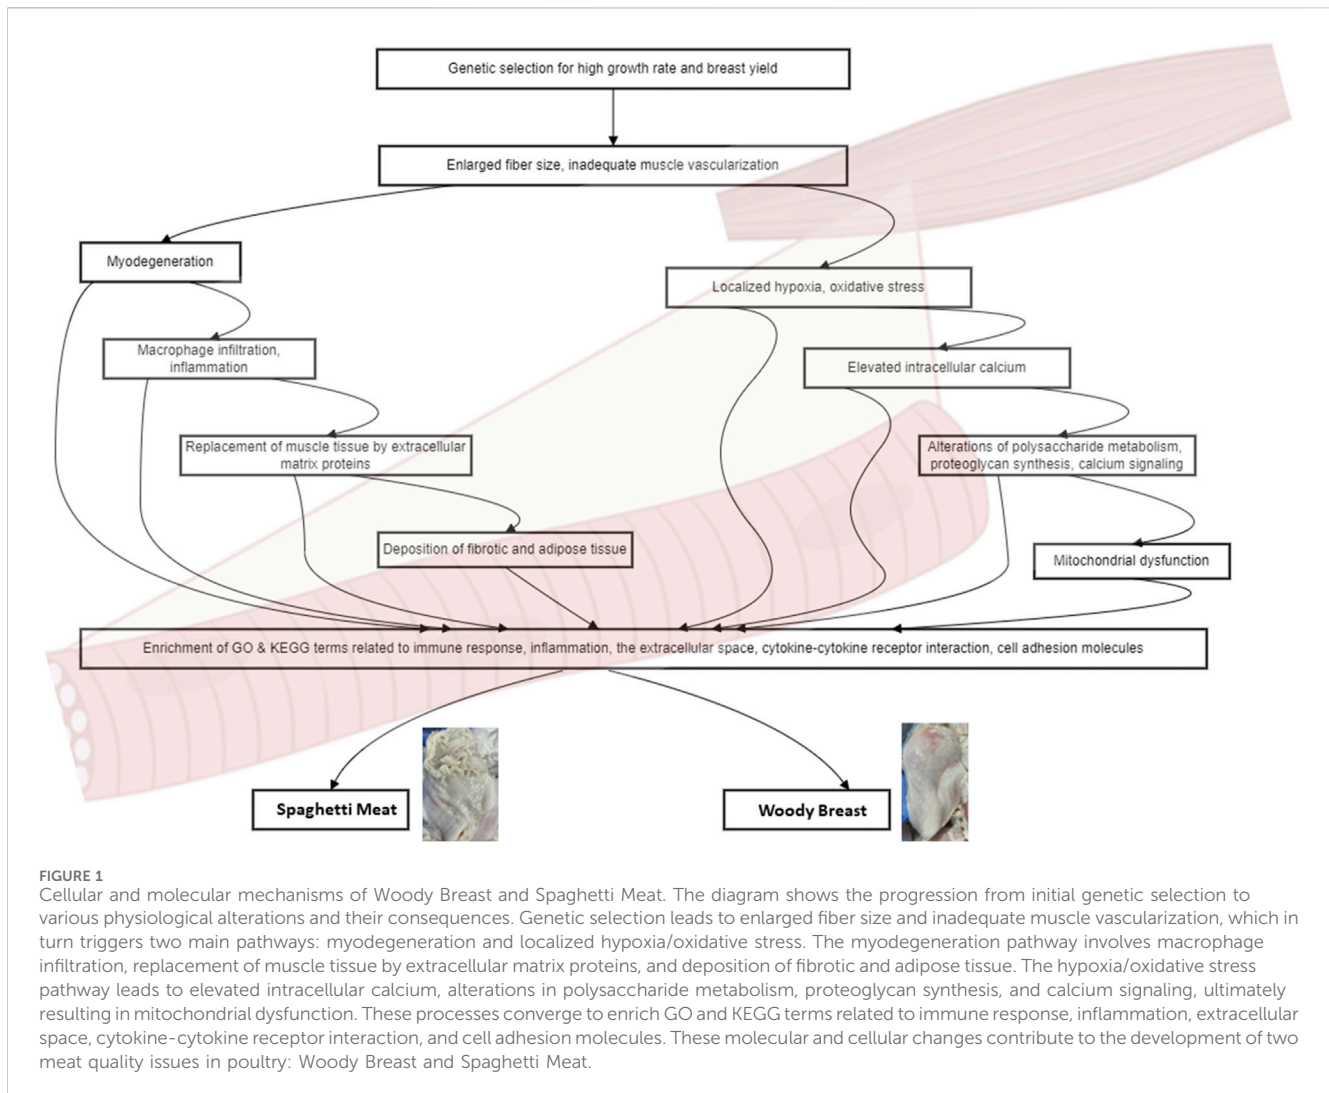 Genetic selection for high growth rate and breast yield
Enlarged fiber size, inadequate muscle vascularization
Myodegeneration
Localized hypoxia, oxidative stress
Macrophage infiltration,
inflammation
Elevated intracellular calcium
Replacement of muscle tissue by extracellular
matrix proteins
Alterations of polysaccharide metabolism,
proteoglycan synthesis, calcium signaling
Deposition of fibrotic and adipose tissue
Mitochondrial dysfunction
Enrichment of GO & KEGG terms related to immune response, inflammation, the extracellular space, cytokine-cytokine receptor interaction, cell adhesion molecules
Spaghetti Meat
Woody Breast
FIGURE 1
Cellular and molecular mechanisms of Woody Breast and Spaghetti Meat. The diagram shows the progression from initial genetic selection to
various physiological alterations and their consequences. Genetic selection leads to enlarged fiber size and inadequate muscle vascularization, which in
turn triggers two main pathways: myodegeneration and localized hypoxia/oxidative stress. The myodegeneration pathway involves macrophage
infiltration, replacement of muscle tissue by extracellular matrix proteins, and deposition of fibrotic and adipose tissue. The hypoxia/oxidative stress
pathway leads to elevated intracellular calcium, alterations in polysaccharide metabolism, proteoglycan synthesis, and calcium signaling, ultimately
resulting in mitochondrial dysfunction. These processes converge to enrich GO and KEGG terms related to immune response, inflammation, extracellular
space, cytokine-cytokine receptor interaction, and cell adhesion molecules. These molecular and cellular changes contribute to the development of two
meat quality issues in poultry: Woody Breast and Spaghetti Meat.